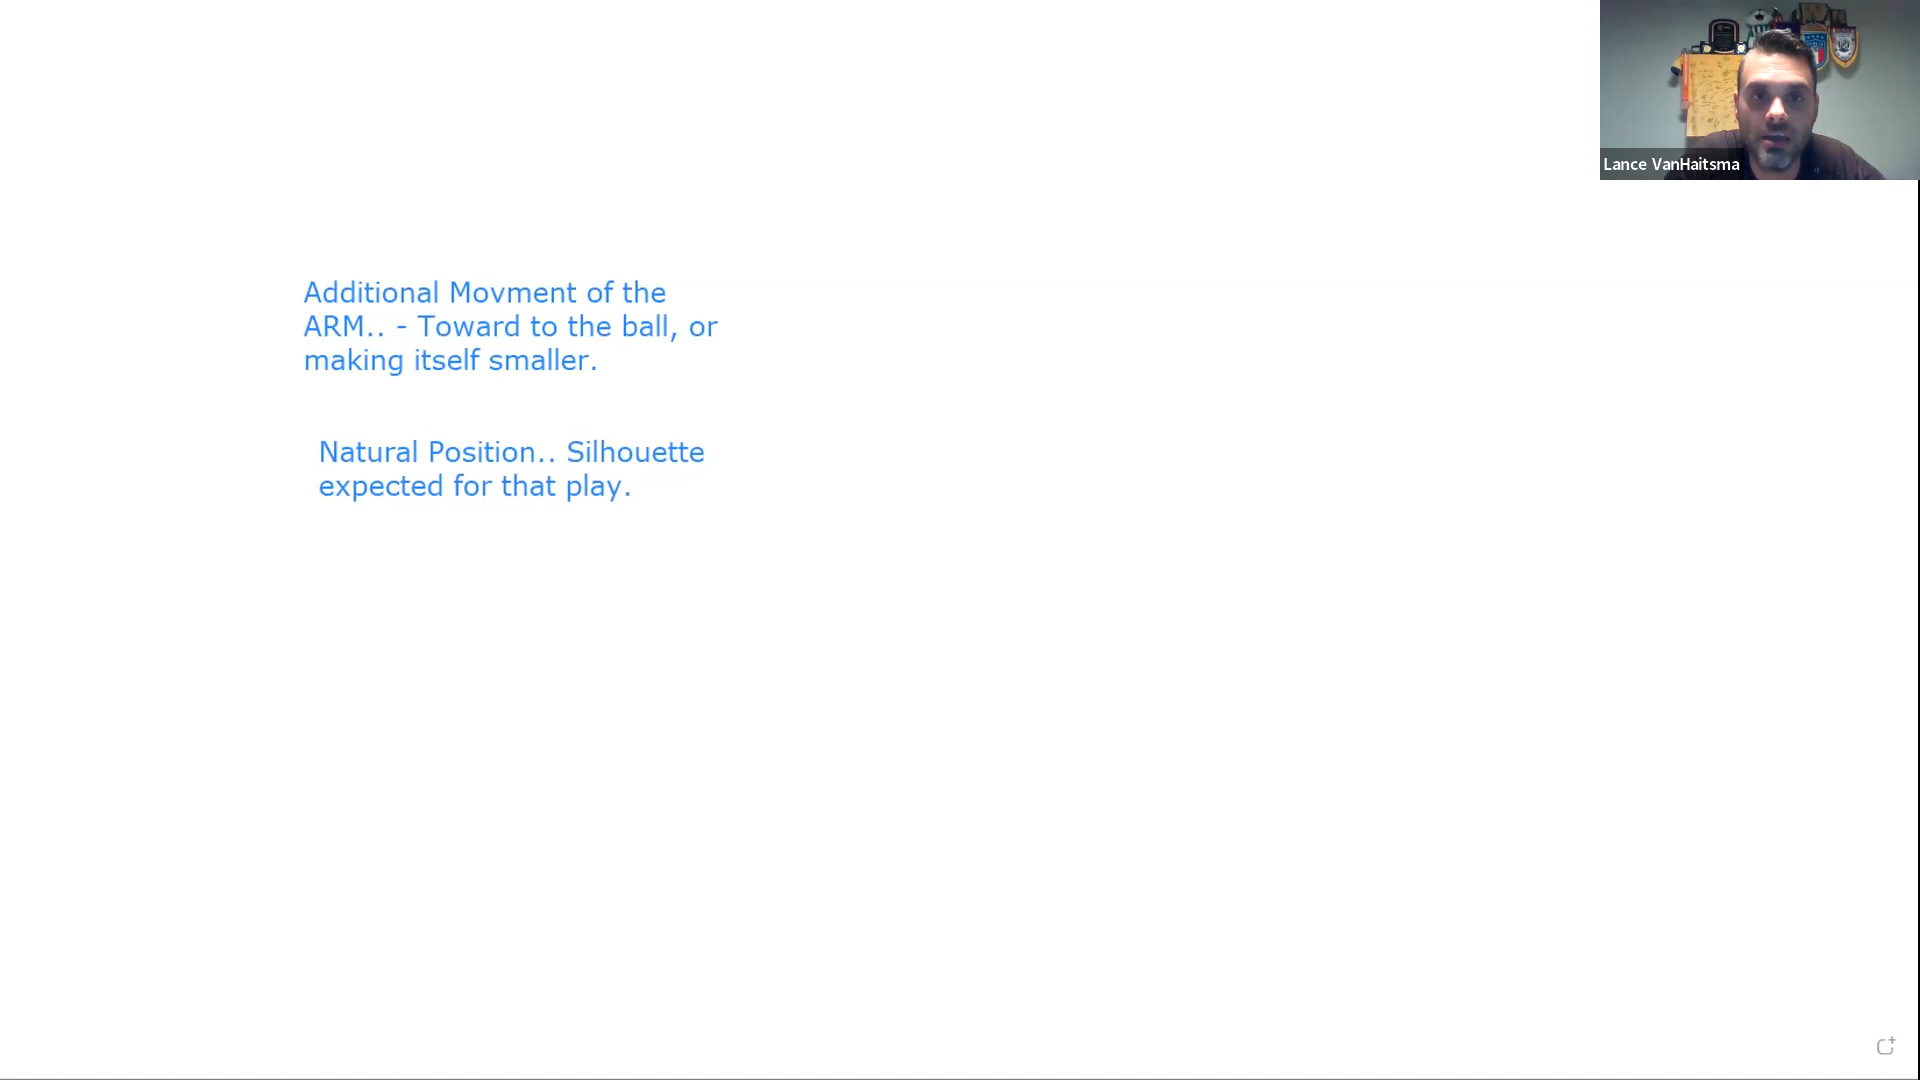 Lance VanHaitsma
Additional Movment of the
ARM.. - Toward to the ball, or
making itself smaller.
Natural Position.. Silhouette
expected for that play.